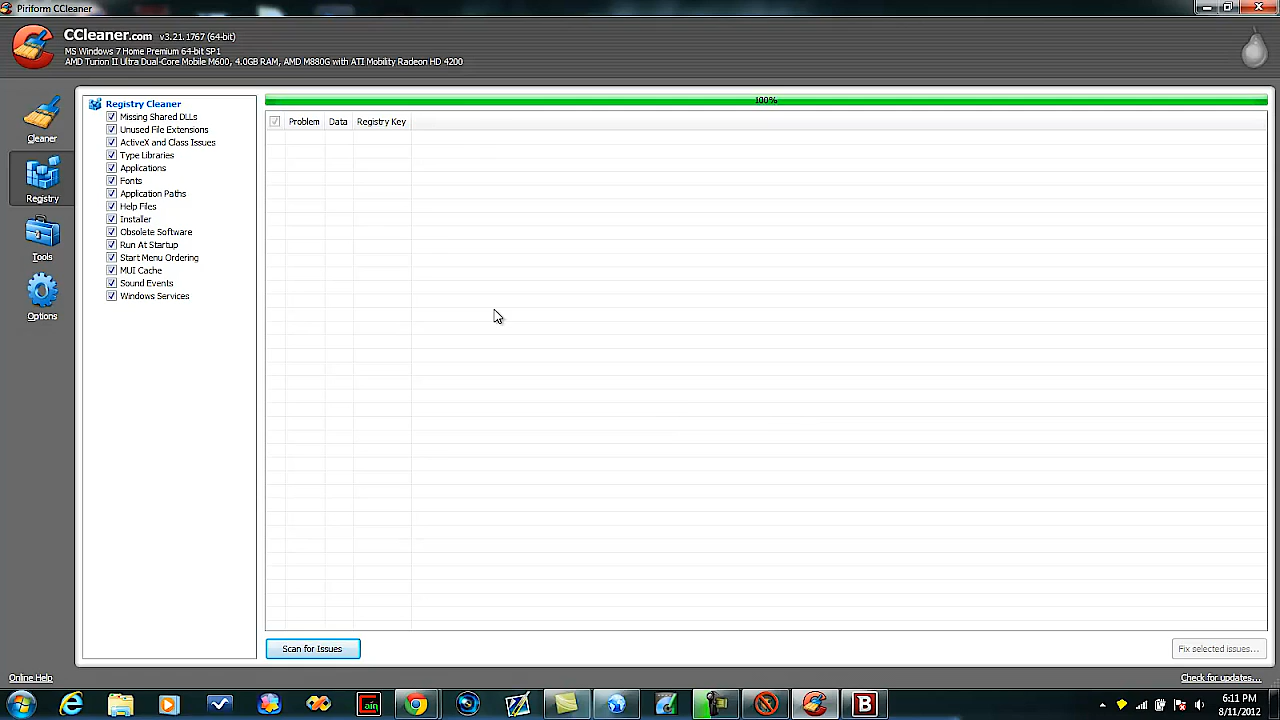 Piriform CCleaner
CCleaner.com v3.21.1767 (64-bit)
MS Windows 7 Home Premium 64-bit SP1
AMD Turion II Ultra Dual-Core Mobile M600, 4.0GB RAM, AMD M880G with ATI Mobility Radeon HD 4200
Cleaner
Registry
Tools
Options
Registry Cleaner
Missing Shared DLLs
Unused File Extensions
ActiveX and Class Issues
Type Libraries
Applications
Fonts
Application Paths
Help Files
Installer
Obsolete Software
Run At Startup
Start Menu Ordering
MUI Cache
Sound Events
Windows Services
100%
Problem Data Registry Key
Scan for Issues
Fix selected issues...
Online Help
Check for updates...
Cain
B
6:11 PM
8/11/2012